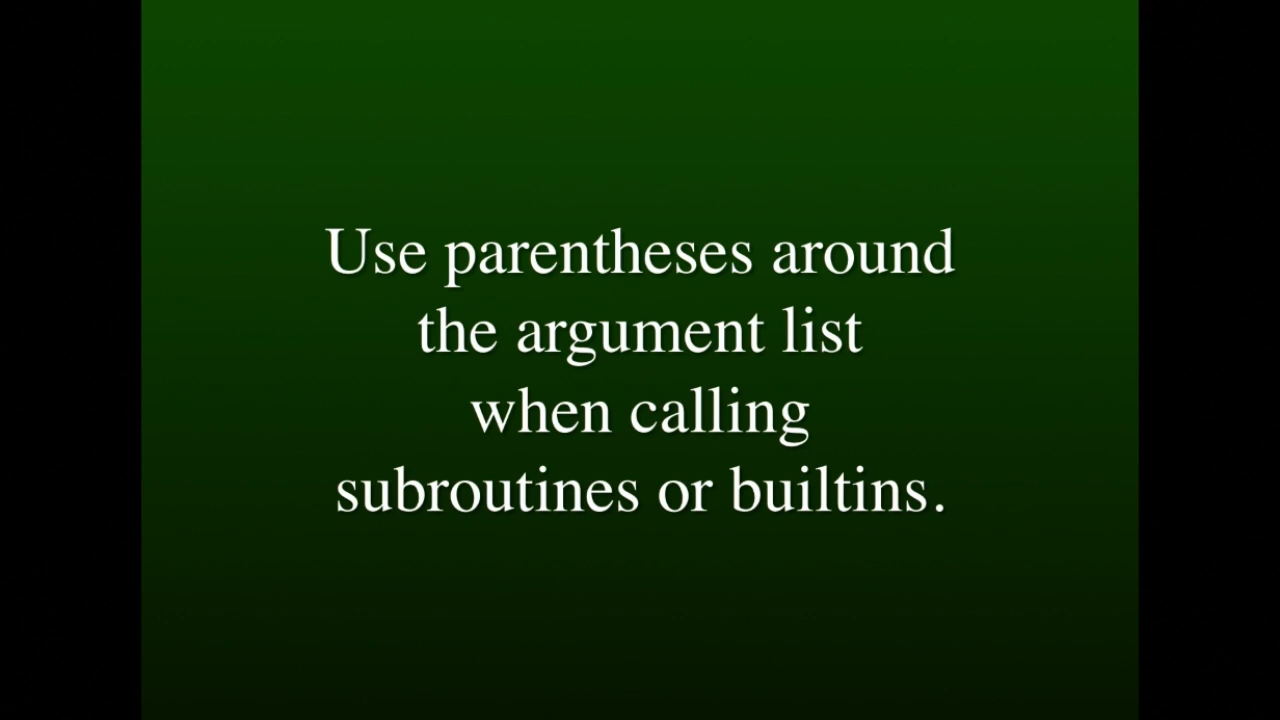 Use parentheses around
the argument list
when calling
subroutines or builtins.